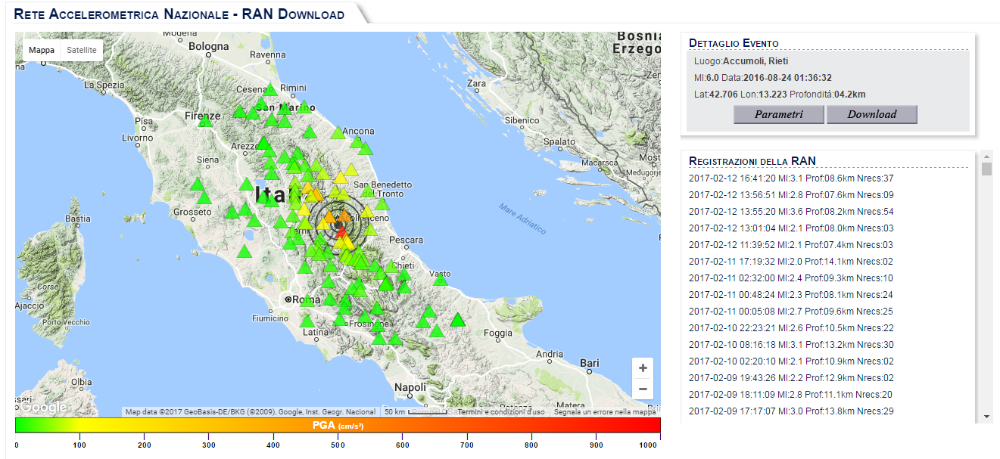 Rete Accelerometrica Nazionale - RAN Download
Mappa
Satellite
Modena
Bologna
Ravenna
Bosnia
Erzego
La Spezia
Cesena
Rimini
Zara
Zen
San Marino
Firenze
Pisa
Livorno
Sibenico
Ancona
Arezzo
Spalato
Siena
Macarsca
Most
Medugorje
San Benedetto
del Tronto
Ital
Grosseto
Mare Adriatico
Bastia
Terni
Pescara
Chieti
Vasto
Corse
Ajaccio
Roma
Porto Vecchio
Fiumicino
Frosinone
Latina
Foggia
Andria
Bari
Olbia
Napoli
Matera
ssari
Google
Map data ©2017 GeoBasis-DE/BKG (©2009), Google, Inst. Geogr. Nacional
50 km
Termini e condizioni d'uso
Segnala un errore nella mappa
+
−
PGA (cm/s²)
0 100 200 300 400 500 600 700 800 900 1000
Dettaglio Evento
Luogo:Accumoli, Rieti
Ml:6.0 Data:2016-08-24 01:36:32
Lat:42.706 Lon:13.223 Profondità:04.2km
Parametri
Download
Registrazioni della RAN
2017-02-12 16:41:20 Ml:3.1 Prof:08.6km Nrecs:37
2017-02-12 13:56:51 Ml:2.8 Prof:07.6km Nrecs:09
2017-02-12 13:55:20 Ml:3.6 Prof:08.2km Nrecs:54
2017-02-12 13:01:04 Ml:2.1 Prof:08.0km Nrecs:03
2017-02-12 11:39:52 Ml:2.1 Prof:07.4km Nrecs:03
2017-02-11 17:19:32 Ml:2.0 Prof:14.1km Nrecs:02
2017-02-11 02:32:00 Ml:2.4 Prof:09.3km Nrecs:10
2017-02-11 00:48:24 Ml:2.3 Prof:08.1km Nrecs:24
2017-02-11 00:05:08 Ml:2.7 Prof:09.6km Nrecs:25
2017-02-10 22:23:21 Ml:2.6 Prof:10.5km Nrecs:22
2017-02-10 08:16:18 Ml:3.1 Prof:13.2km Nrecs:30
2017-02-10 02:20:10 Ml:2.1 Prof:10.9km Nrecs:02
2017-02-09 19:43:26 Ml:2.2 Prof:12.9km Nrecs:02
2017-02-09 18:11:09 Ml:2.8 Prof:11.1km Nrecs:20
2017-02-09 17:17:07 Ml:3.0 Prof:13.8km Nrecs:29